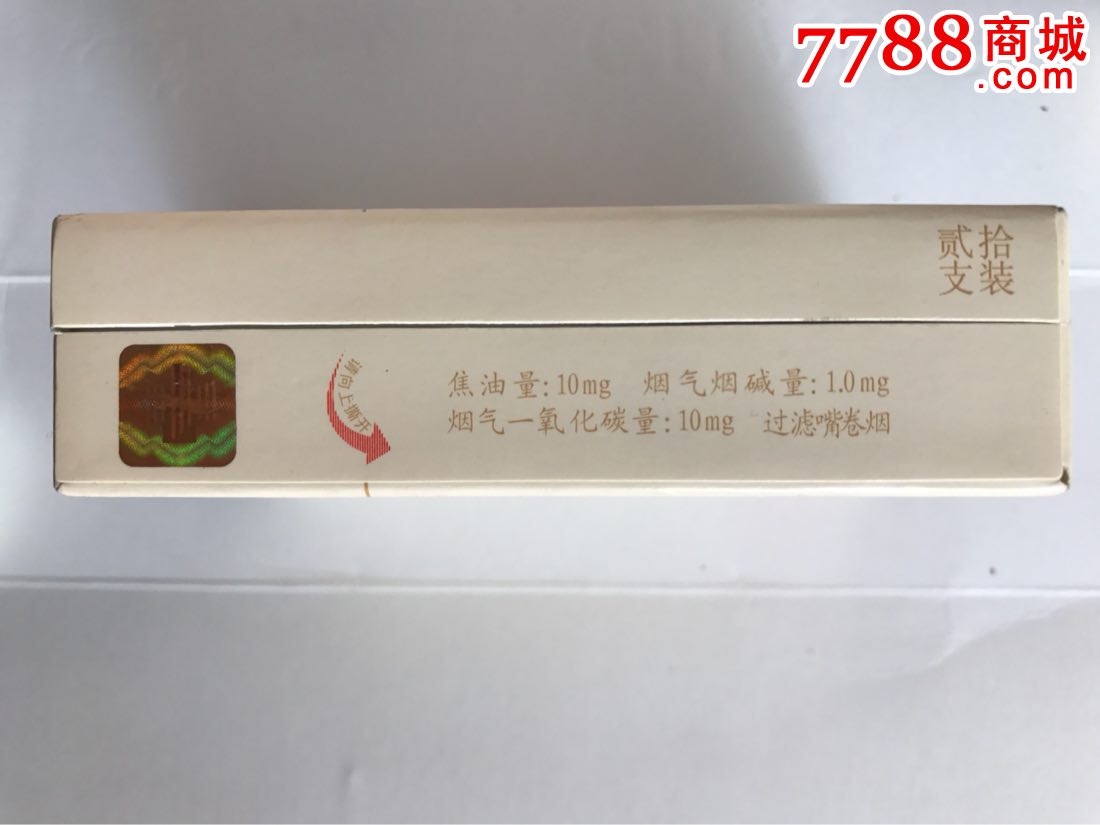 7788商城
.com
贰拾
支装
请向上撕开
焦油量:10mg 烟气烟碱量:1.0mg
烟气一氧化碳量:10mg 过滤嘴卷烟